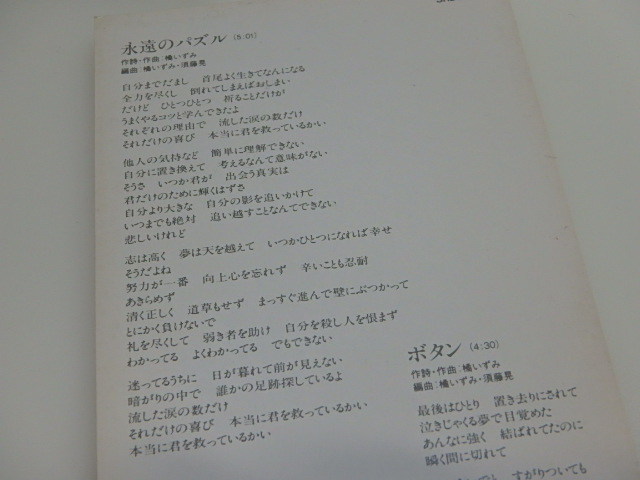 永遠のパズル (5:01)
作詩・作曲:橘いずみ
編曲:橘いずみ・須藤晃
自分までだまし 首尾よく生きてなんになる
全力を尽くし 倒れてしまえばおしまい
だけど ひとつひとつ 祈ることだけが
うまくやるコツと学んできたよ
それぞれの理由で 流した涙の数だけ
それだけの喜び 本当に君を救っているかい
他人の気持など 簡単に理解できない
自分に置き換えて 考えるなんて意味がない
そうさ いつか君が 出会う真実は
君だけのために輝くはずさ
自分より大きな 自分の影を追いかけて
いつまでも絶対 追い越すことなんてできない
悲しいけれど
志は高く 夢は天を越えて いつかひとつになれば幸せ
そうだよね
努力が一番 向上心を忘れず 辛いことも忍耐
あきらめず
清く正しく 道草もせず まっすぐ進んで壁にぶつかって
とにかく負けないで
礼を尽くして 弱き者を助け 自分を殺し人を恨まず
わかってる よくわかってる でもできない
迷ってるうちに 日が暮れて前が見えない
暗がりの中で 誰かの足跡探しているよ
流した涙の数だけ
それだけの喜び 本当に君を救っているかい
本当に君を救っているかい
ボタン (4:30)
作詩・作曲:橘いずみ
編曲:橘いずみ・須藤晃
最後はひとり 置き去りにされて
泣きじゃくる夢で目覚めた
あんなに強く 結ばれてたのに
瞬く間に切れて
すがりついても